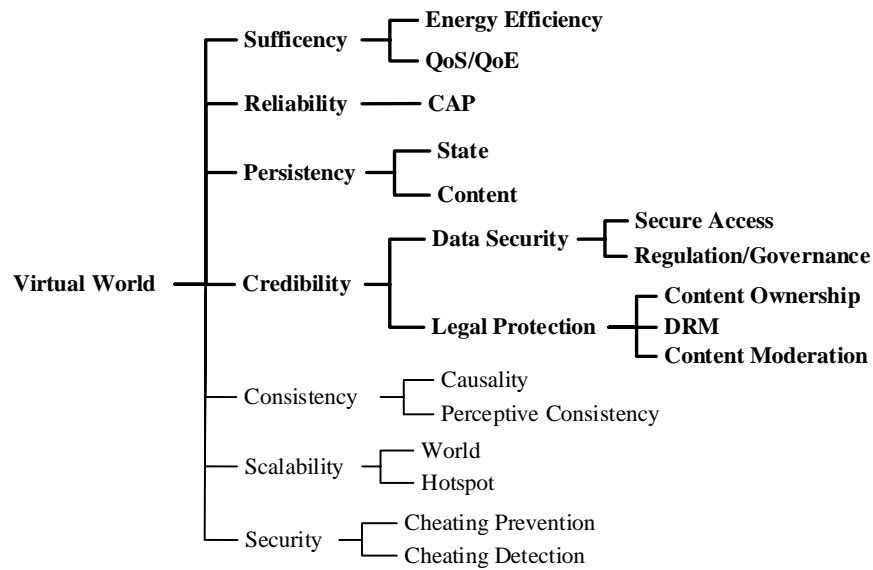 Energy Efficiency
Sufficency
QoS/QoE
Reliability
CAP
State
Persistency
Content
Secure Access
Data Security
Regulation/Governance
Virtual World
Credibility
Content Ownership
Legal Protection
DRM
Content Moderation
Causality
Consistency
Perceptive Consistency
World
Scalability
Hotspot
Cheating Prevention
Security
Cheating Detection